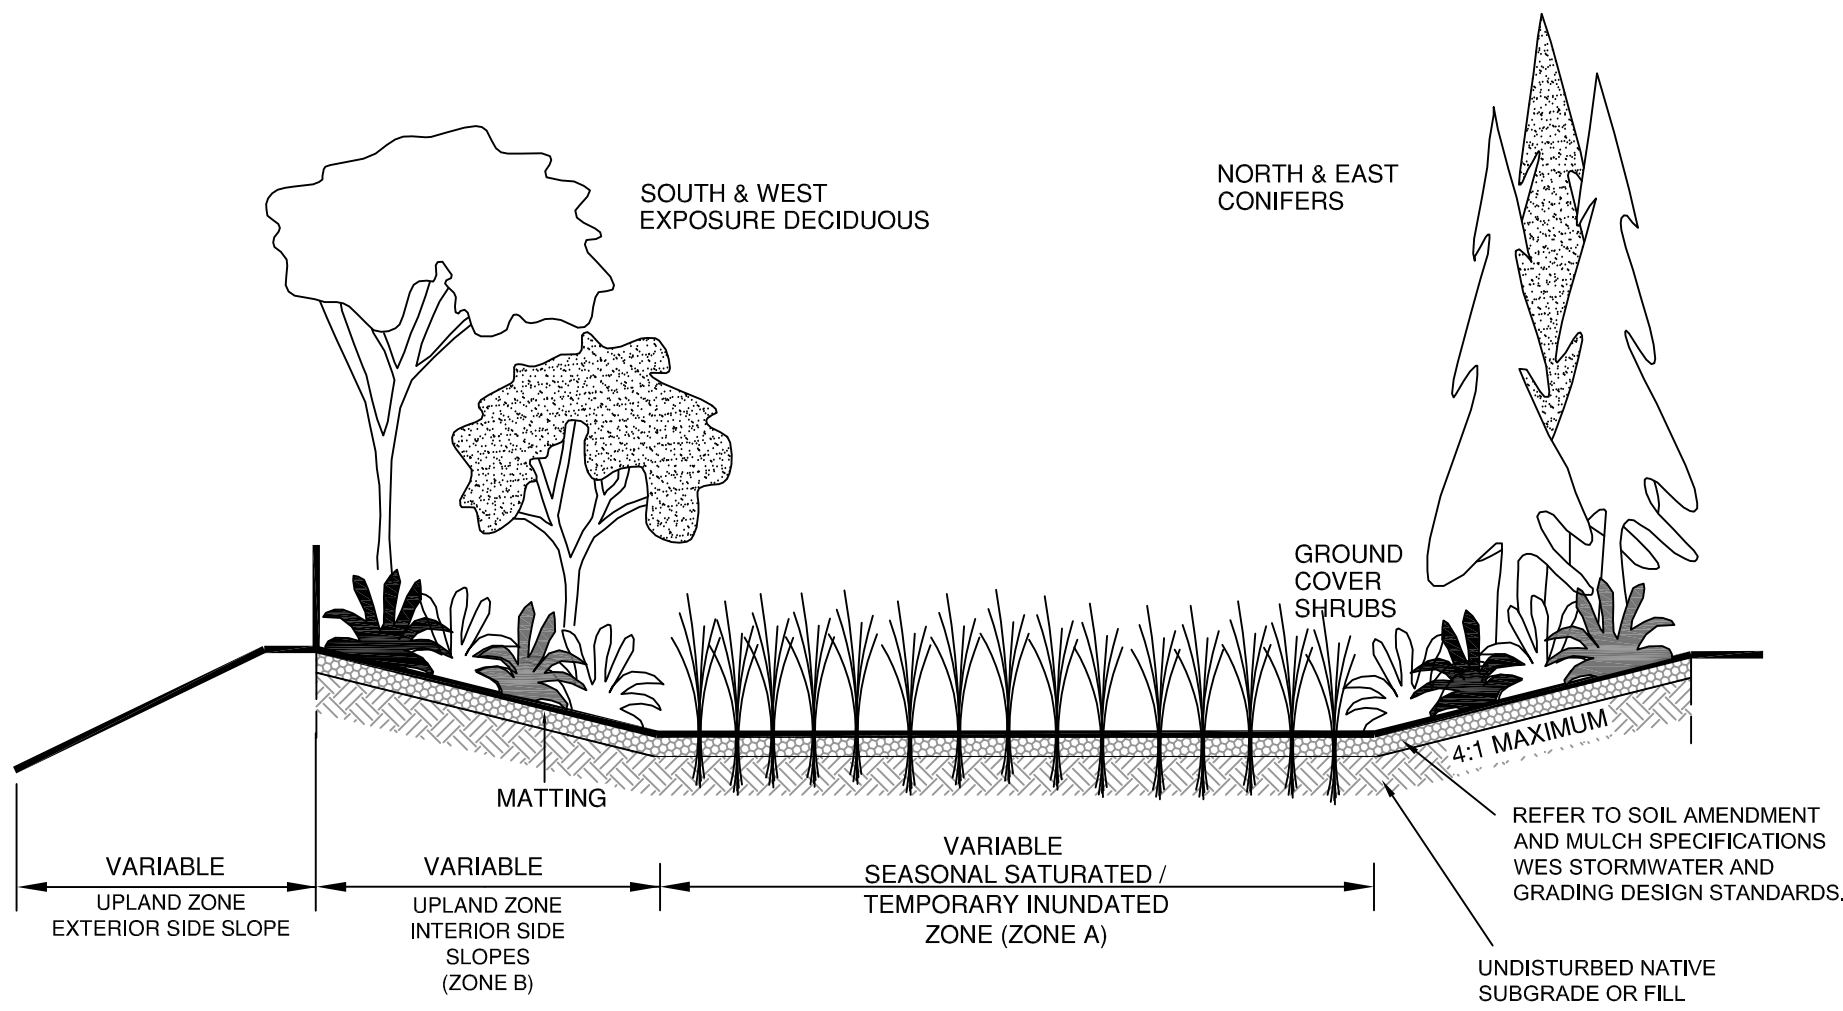 SOUTH & WEST
EXPOSURE DECIDUOUS
NORTH & EAST
CONIFERS
GROUND
COVER
SHRUBS
4:1 MAXIMUM
MATTING
REFER TO SOIL AMENDMENT
AND MULCH SPECIFICATIONS
WES STORMWATER AND
GRADING DESIGN STANDARDS.
VARIABLE
UPLAND ZONE
EXTERIOR SIDE SLOPE
VARIABLE
UPLAND ZONE
INTERIOR SIDE
SLOPES
(ZONE B)
VARIABLE
SEASONAL SATURATED /
TEMPORARY INUNDATED
ZONE (ZONE A)
UNDISTURBED NATIVE
SUBGRADE OR FILL